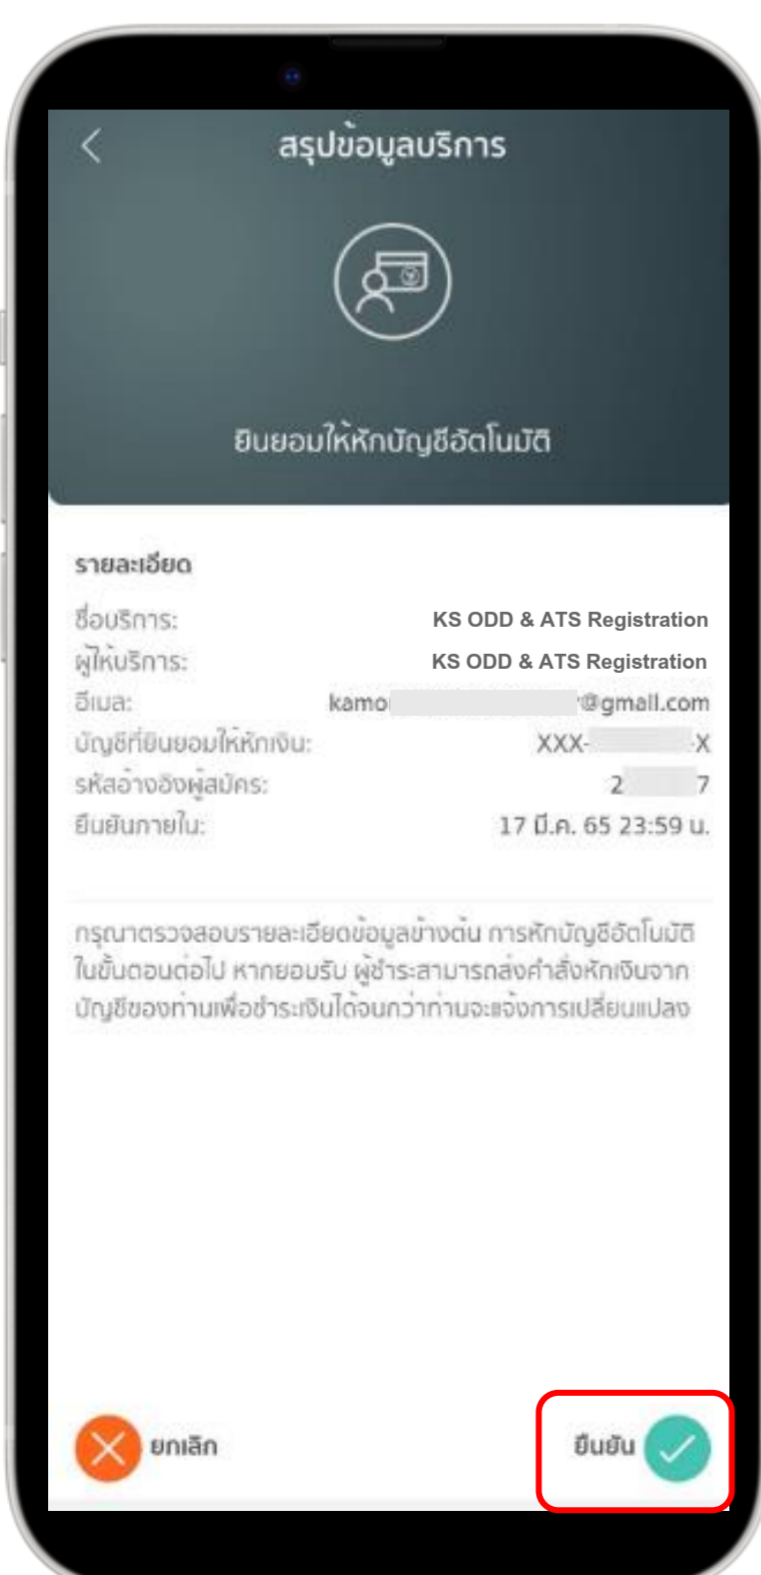 สรุปข้อมูลบริการ
ยินยอมให้หักบัญชีอัตโนมัติ
รายละเอียด
ชื่อบริการ: KS ODD & ATS Registration
ผู้ให้บริการ: KS ODD & ATS Registration
อีเมล: kamo @gmail.com
บัญชีที่ยินยอมให้หักเงิน: XXX- -X
รหัสอ้างอิงผู้สมัคร: 2 7
ยืนยันภายใน: 17 มี.ค. 65 23:59 น.
กรุณาตรวจสอบรายละเอียดข้อมูลข้างต้น การหักบัญชีอัตโนมัติ
ในขั้นตอนต่อไป หากยอมรับ ผู้ชำระสามารถส่งคำสั่งหักเงินจาก
บัญชีของท่านเพื่อชำระเงินได้จนกว่าท่านจะแจ้งการเปลี่ยนแปลง
ยกเลิก
ยืนยัน